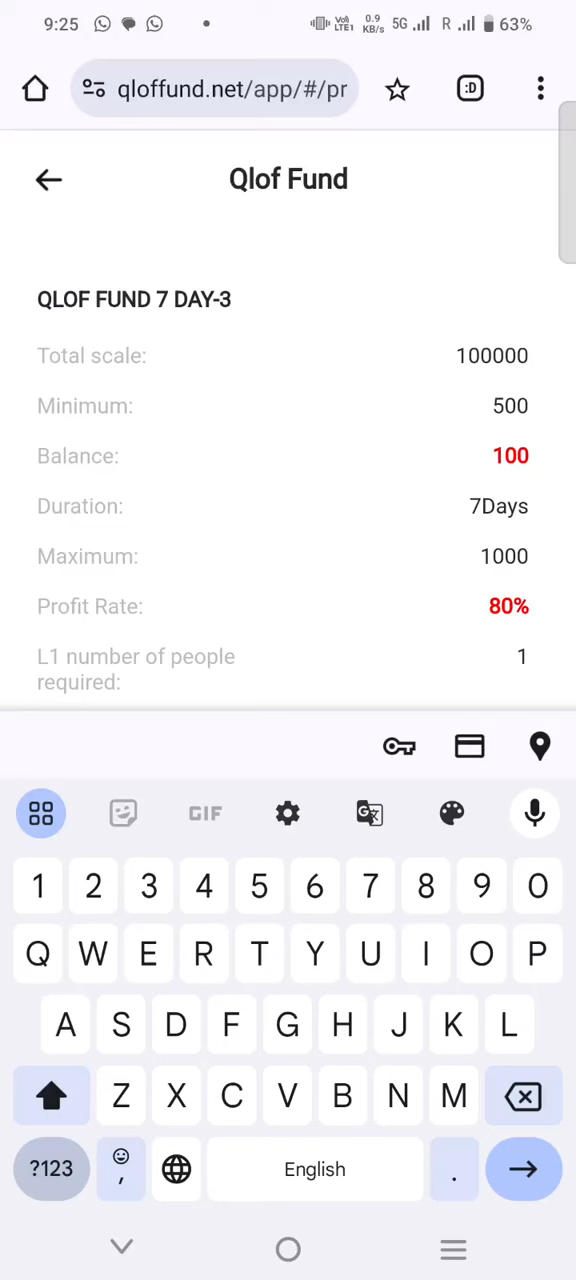 9:25 Vo) LTE1 0.9 KB/s 5G R 63%
qloffund.net/app/#/pr :D
Qlof Fund
QLOF FUND 7 DAY-3
Total scale: 100000
Minimum: 500
Balance: 100
Duration: 7Days
Maximum: 1000
Profit Rate: 80%
L1 number of people 1
required:
GIF
1 2 3 4 5 6 7 8 9 0
Q W E R T Y U I O P
A S D F G H J K L
Z X C V B N M
?123 , English .